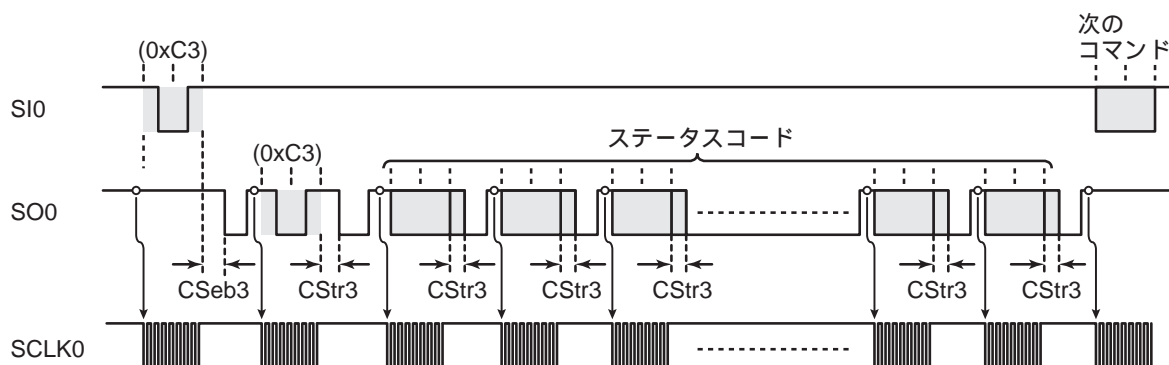 次の
コマンド
(0xC3)
SI0
ステータスコード
(0xC3)
SO0
CSeb3 CStr3 CStr3 CStr3 CStr3 CStr3 CStr3
SCLK0